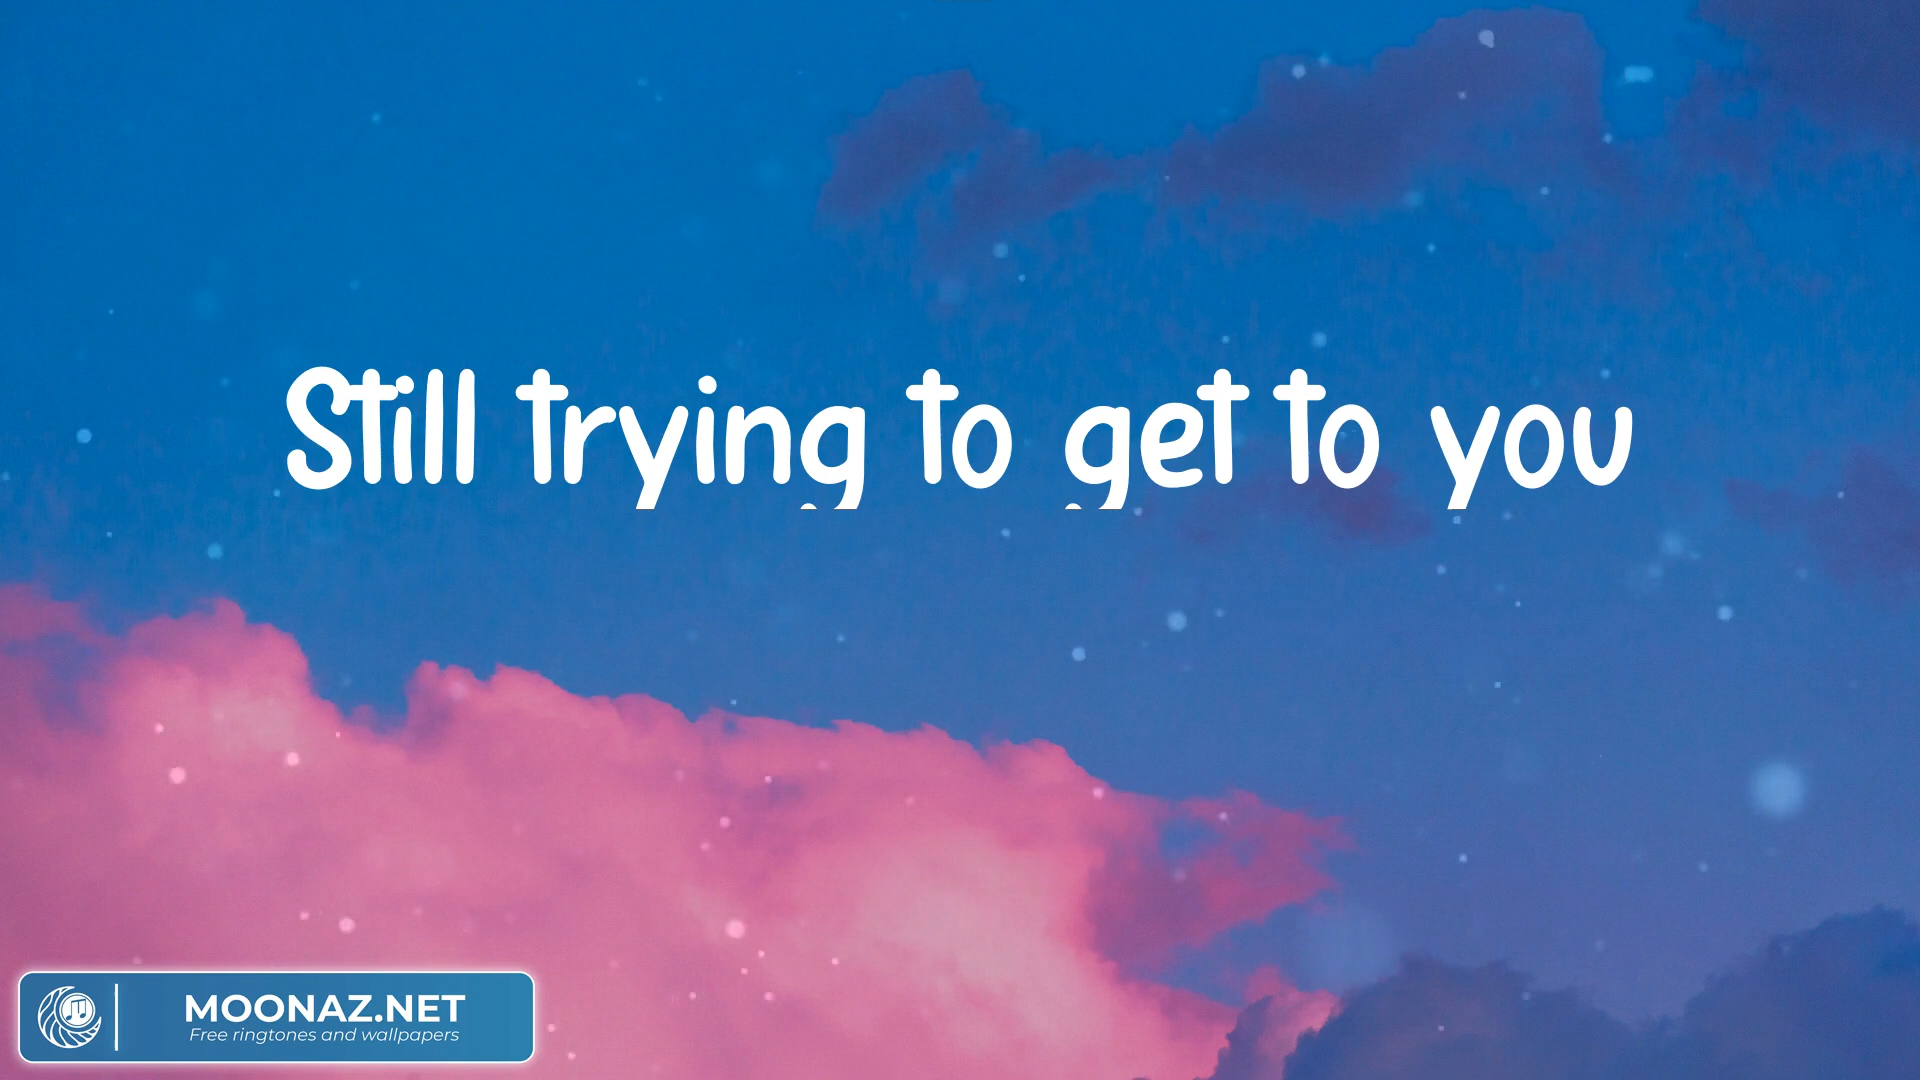 Still trying to get to you
MOONAZ.NET
Free ringtones and wallpapers